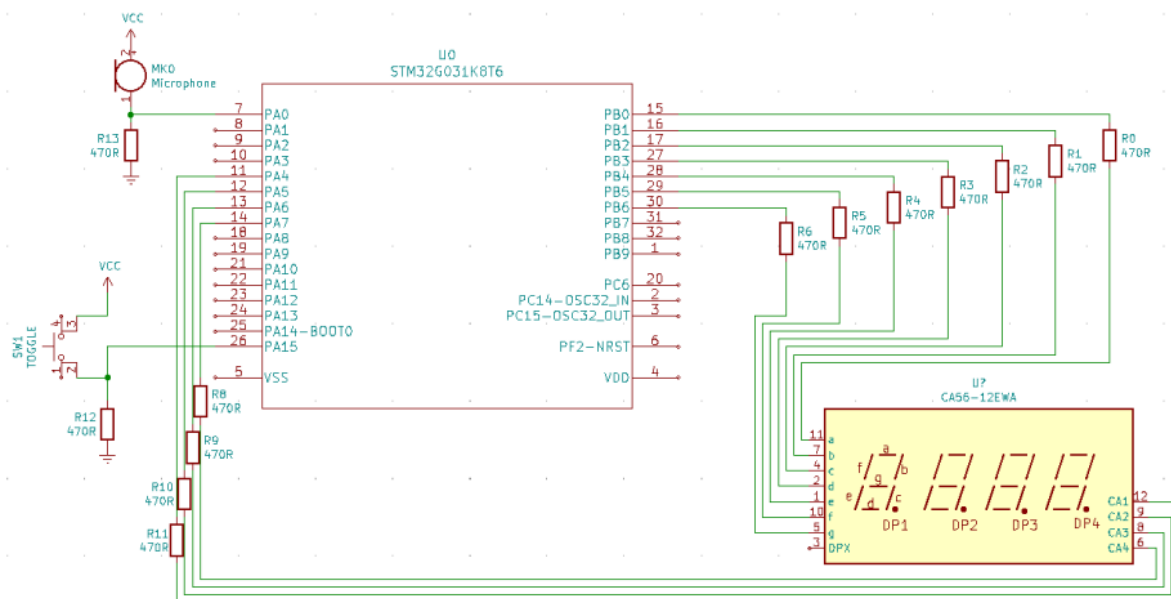 VCC
2
MK0
Microphone
1
R13
470R
U0
STM32G031K8T6
7 PA0
8 PA1
9 PA2
10 PA3
11 PA4
12 PA5
13 PA6
14 PA7
18 PA8
19 PA9
21 PA10
22 PA11
23 PA12
24 PA13
25 PA14-BOOT0
26 PA15
5 VSS
PB0 15
PB1 16
PB2 17
PB3 27
PB4 28
PB5 29
PB6 30
PB7 31
PB8 32
PB9 1
PC6 20
PC14-OSC32_IN 2
PC15-OSC32_OUT 3
PF2-NRST 6
VDD 4
R0
470R
R1
470R
R2
470R
R3
470R
R4
470R
R5
470R
R6
470R
VCC
SW1
TOGGLE
4 3
1 2
R12
470R
R8
470R
R9
470R
R10
470R
R11
470R
U?
CA56-12EWA
11 a
7 b
4 c
2 d
1 e
10 f
5 g
3 DPX
a
f b
g
e c
d
DP1 DP2 DP3 DP4
CA1 12
CA2 9
CA3 8
CA4 6